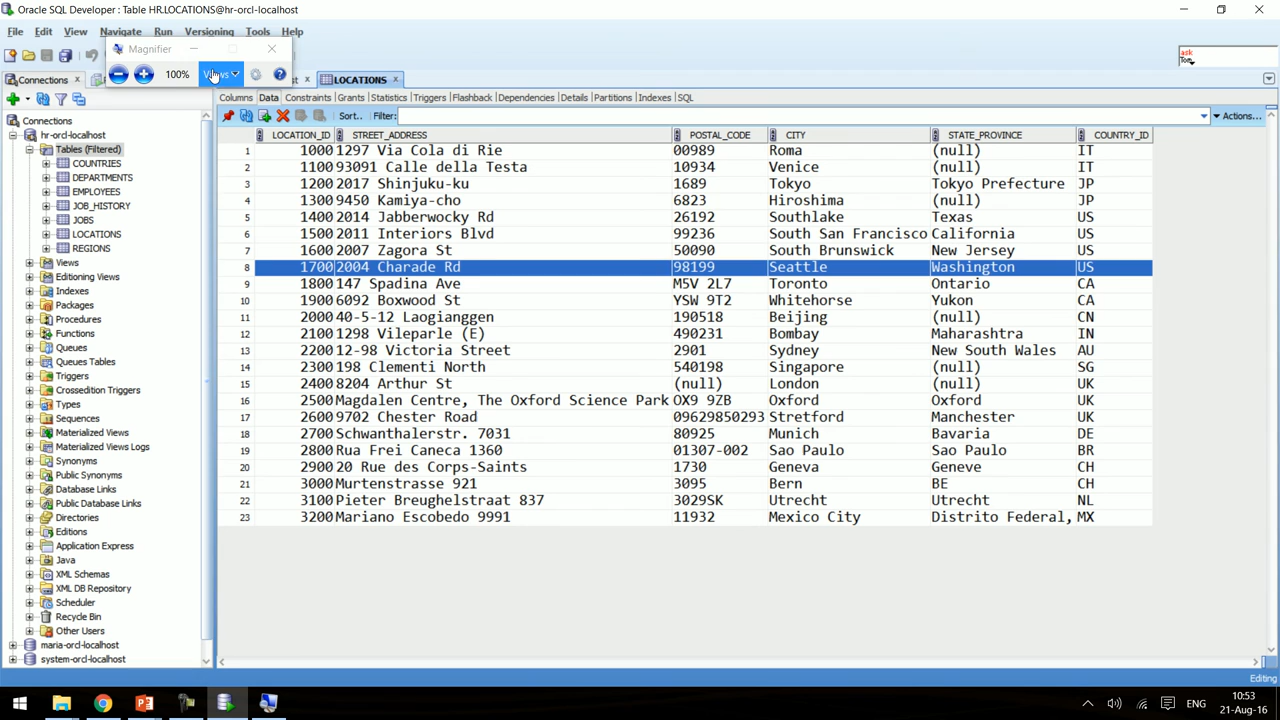 Oracle SQL Developer : Table HR.LOCATIONS@hr-orcl-localhost
File Edit View Navigate Run Versioning Tools Help
Magnifier
100% Views
ask
Tom
Connections
LOCATIONS
Columns Data Constraints Grants Statistics Triggers Flashback Dependencies Details Partitions Indexes SQL
Sort.. Filter: Actions...
Connections
hr-orcl-localhost
Tables (Filtered)
COUNTRIES
DEPARTMENTS
EMPLOYEES
JOB_HISTORY
JOBS
LOCATIONS
REGIONS
Views
Editioning Views
Indexes
Packages
Procedures
Functions
Queues
Queues Tables
Triggers
Crossedition Triggers
Types
Sequences
Materialized Views
Materialized Views Logs
Synonyms
Public Synonyms
Database Links
Public Database Links
Directories
Editions
Application Express
Java
XML Schemas
XML DB Repository
Scheduler
Recycle Bin
Other Users
maria-orcl-localhost
system-orcl-localhost
LOCATION_ID STREET_ADDRESS POSTAL_CODE CITY STATE_PROVINCE COUNTRY_ID
1 1000 1297 Via Cola di Rie 00989 Roma (null) IT
2 1100 93091 Calle della Testa 10934 Venice (null) IT
3 1200 2017 Shinjuku-ku 1689 Tokyo Tokyo Prefecture JP
4 1300 9450 Kamiya-cho 6823 Hiroshima (null) JP
5 1400 2014 Jabberwocky Rd 26192 Southlake Texas US
6 1500 2011 Interiors Blvd 99236 South San Francisco California US
7 1600 2007 Zagora St 50090 South Brunswick New Jersey US
8 1700 2004 Charade Rd 98199 Seattle Washington US
9 1800 147 Spadina Ave M5V 2L7 Toronto Ontario CA
10 1900 6092 Boxwood St YSW 9T2 Whitehorse Yukon CA
11 2000 40-5-12 Laogianggen 190518 Beijing (null) CN
12 2100 1298 Vileparle (E) 490231 Bombay Maharashtra IN
13 2200 12-98 Victoria Street 2901 Sydney New South Wales AU
14 2300 198 Clementi North 540198 Singapore (null) SG
15 2400 8204 Arthur St (null) London (null) UK
16 2500 Magdalen Centre, The Oxford Science Park OX9 9ZB Oxford Oxford UK
17 2600 9702 Chester Road 09629850293 Stretford Manchester UK
18 2700 Schwanthalerstr. 7031 80925 Munich Bavaria DE
19 2800 Rua Frei Caneca 1360 01307-002 Sao Paulo Sao Paulo BR
20 2900 20 Rue des Corps-Saints 1730 Geneva Geneve CH
21 3000 Murtenstrasse 921 3095 Bern BE CH
22 3100 Pieter Breughelstraat 837 3029SK Utrecht Utrecht NL
23 3200 Mariano Escobedo 9991 11932 Mexico City Distrito Federal, MX
Editing
ENG
10:53
21-Aug-16